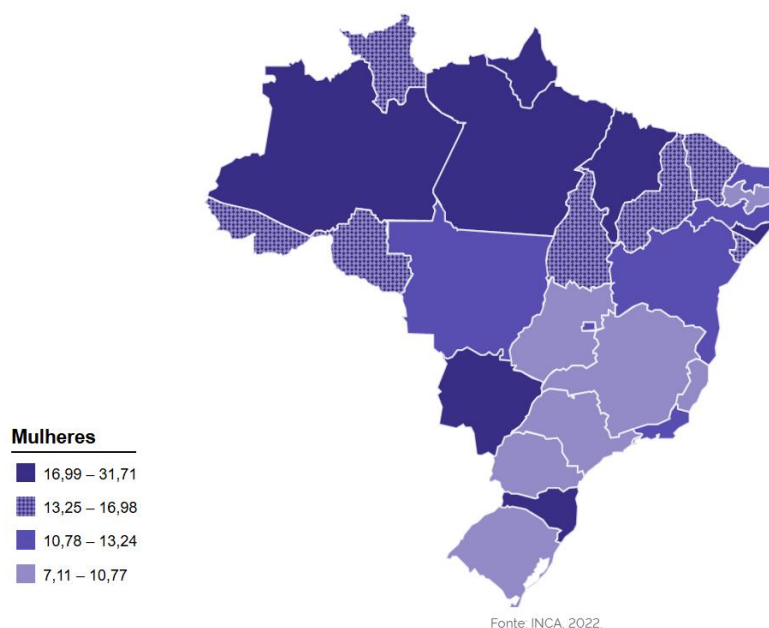 Mulheres
16,99 – 31,71
13,25 – 16,98
10,78 – 13,24
7,11 – 10,77
Fonte: INCA, 2022.